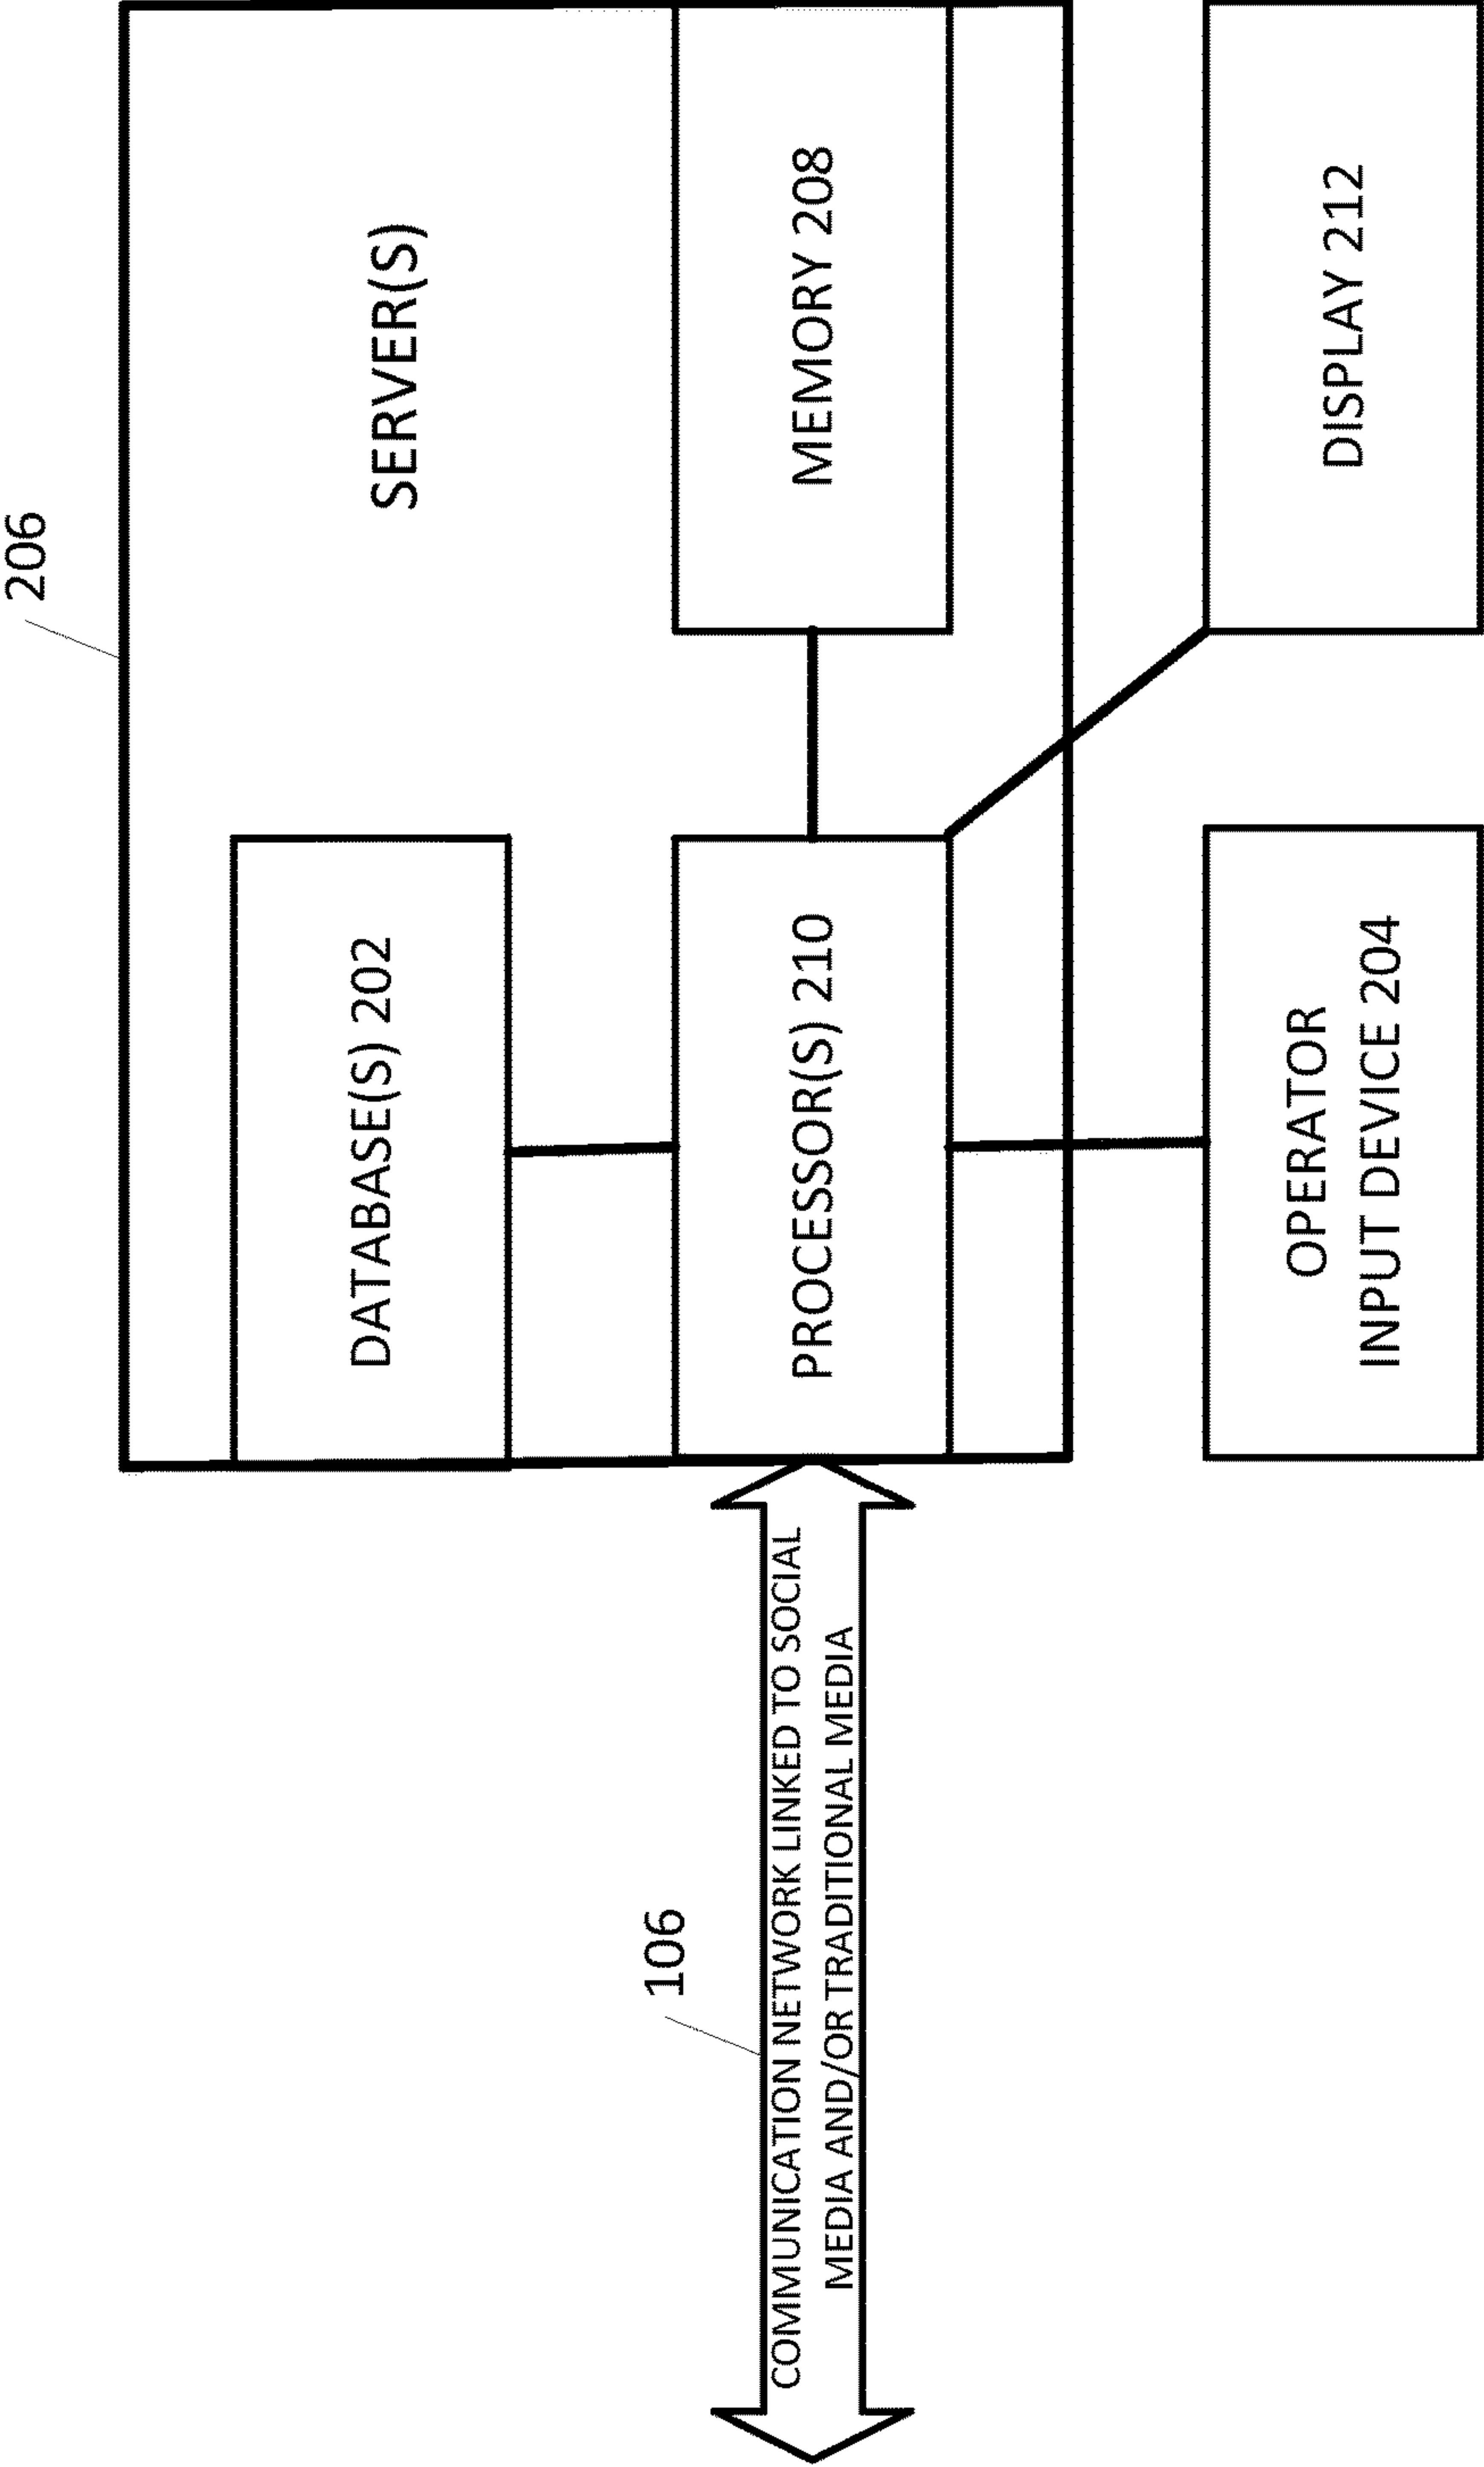 206
SERVER(S)
DATABASE(S) 202
106
COMMUNICATION NETWORK LINKED TO SOCIAL
MEDIA AND/OR TRADITIONAL MEDIA
PROCESSOR(S) 210
MEMORY 208
OPERATOR
INPUT DEVICE 204
DISPLAY 212